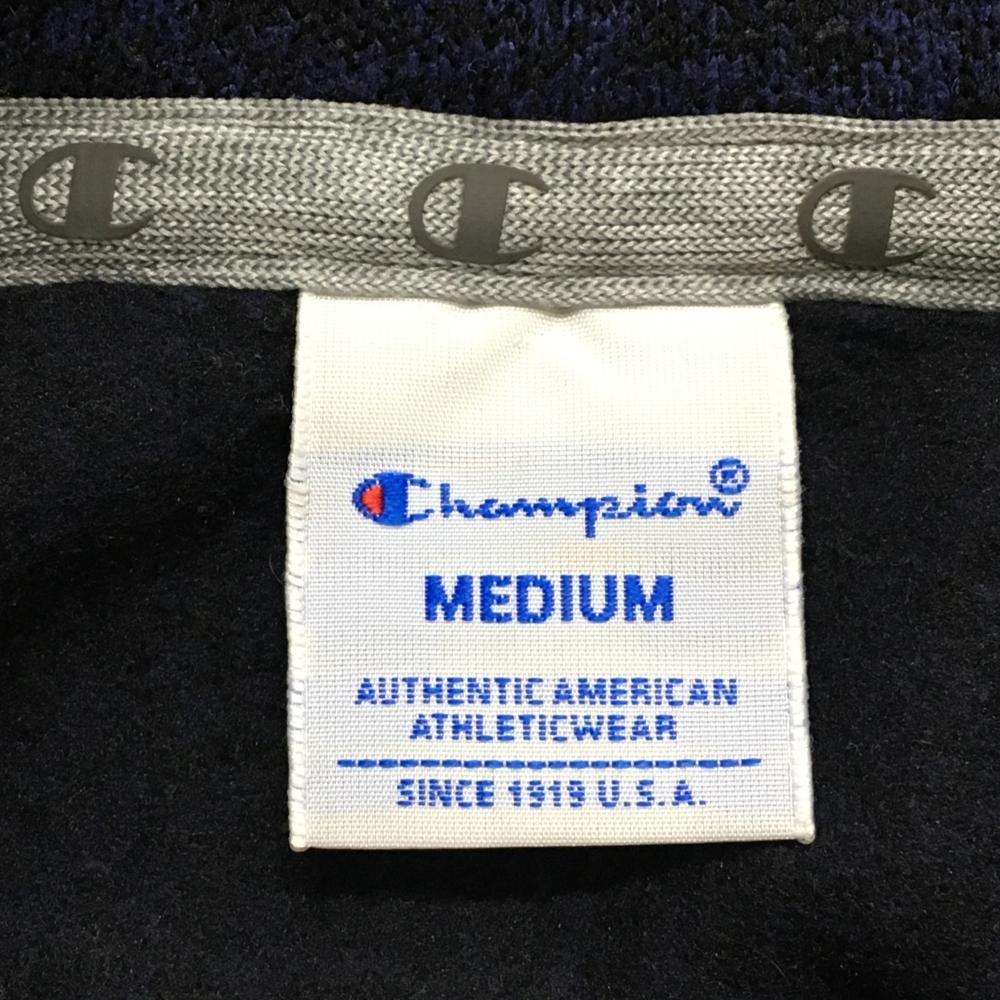 Champion®
MEDIUM
AUTHENTIC AMERICAN
ATHLETICWEAR
SINCE 1919 U.S.A.